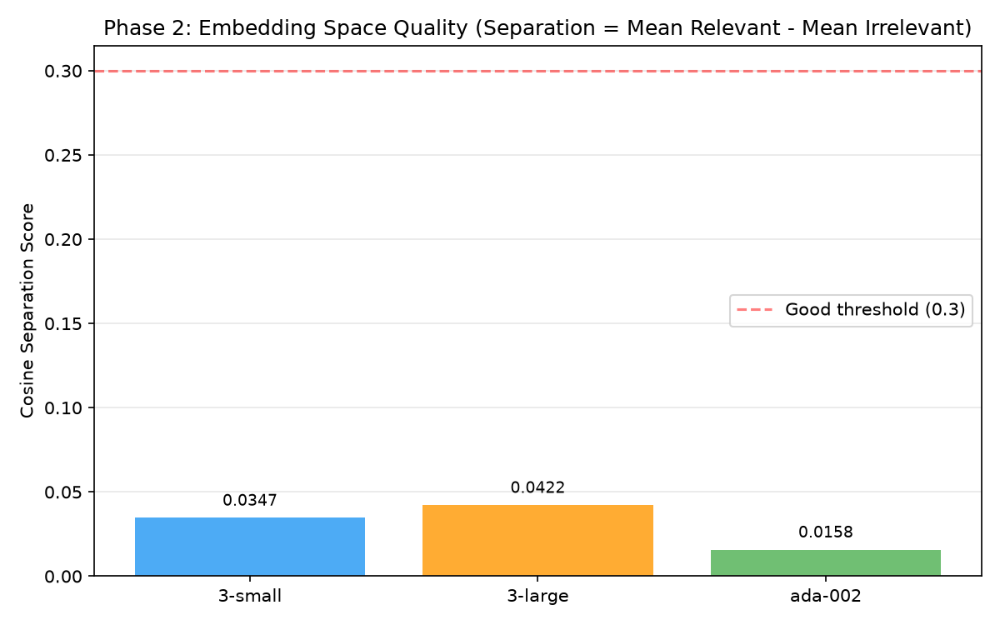 Phase 2: Embedding Space Quality (Separation = Mean Relevant - Mean Irrelevant)
Cosine Separation Score
0.30
0.25
0.20
0.15
0.10
0.05
0.00
Good threshold (0.3)
0.0347
0.0422
0.0158
3-small
3-large
ada-002